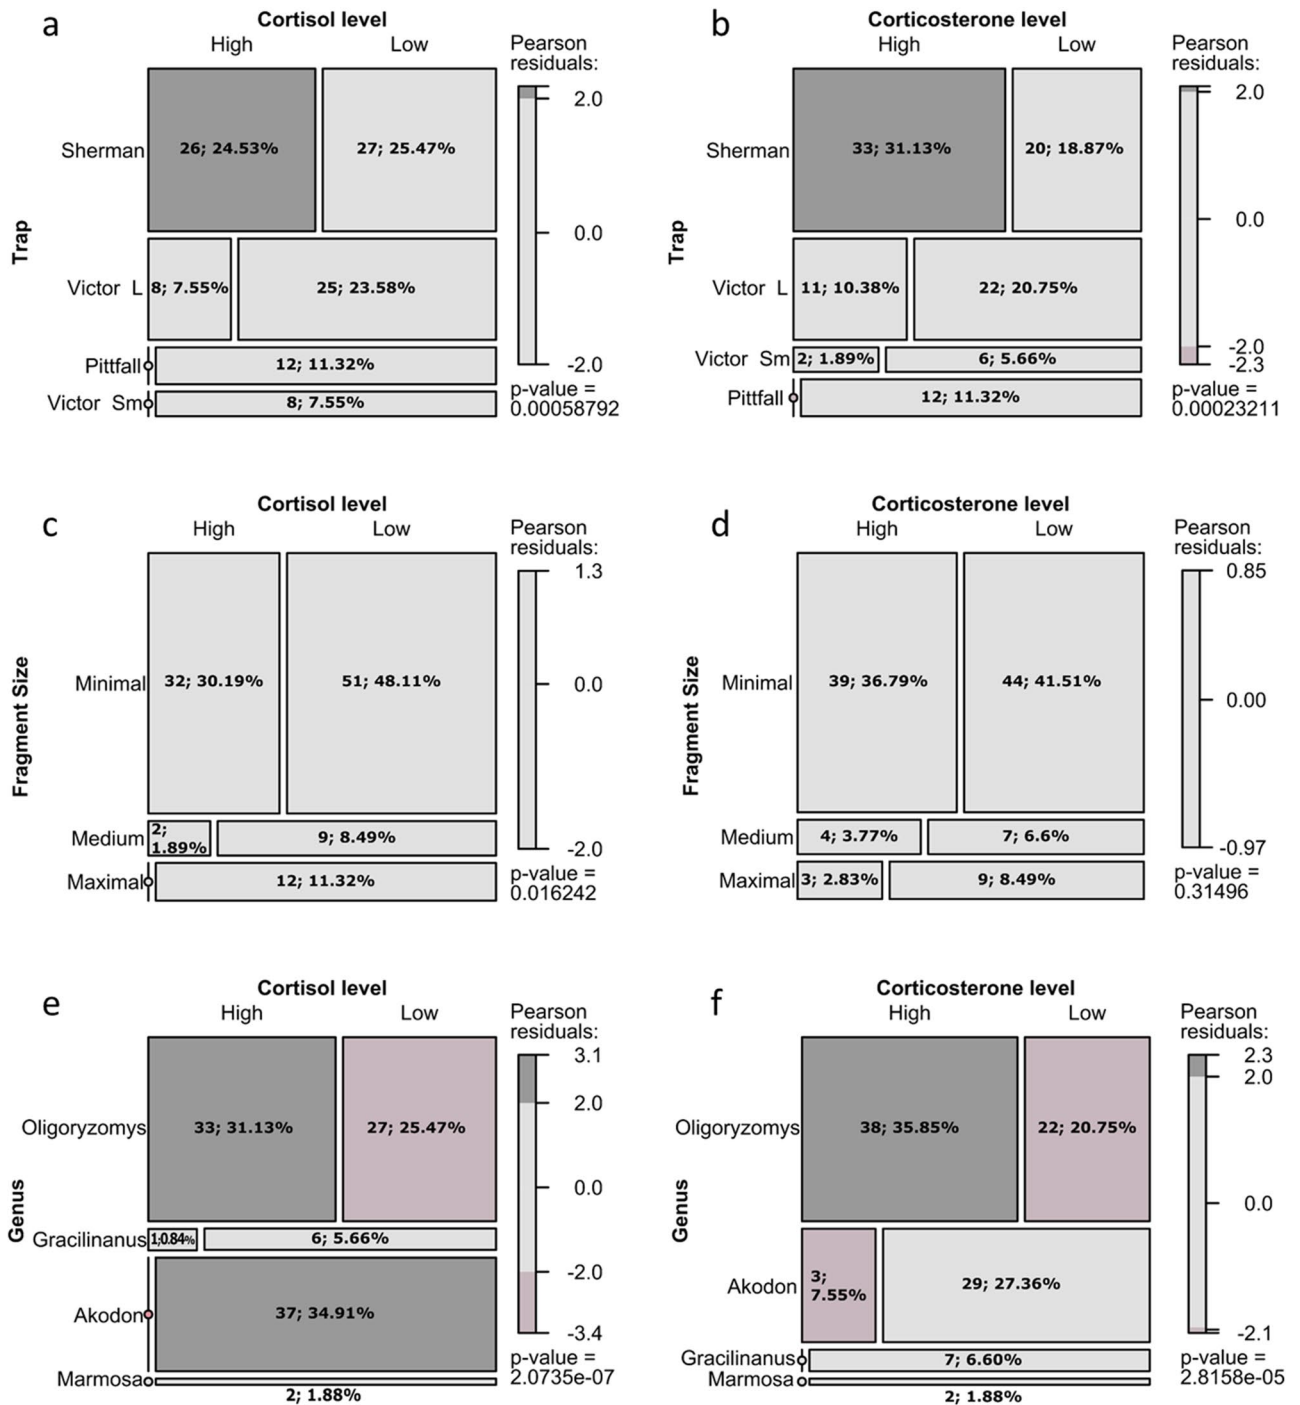 a
Cortisol level
High Low
Pearson
residuals:
Trap
Sherman
26; 24.53%
27; 25.47%
Victor L
8; 7.55%
25; 23.58%
Pittfall
12; 11.32%
Victor Sm
8; 7.55%
2.0
0.0
-2.0
p-value =
0.00058792
b
Corticosterone level
High Low
Pearson
residuals:
Trap
Sherman
33; 31.13%
20; 18.87%
Victor L
11; 10.38%
22; 20.75%
Victor Sm
2; 1.89%
6; 5.66%
Pittfall
12; 11.32%
2.0
0.0
-2.0
-2.3
p-value =
0.00023211
c
Cortisol level
High Low
Pearson
residuals:
Fragment Size
Minimal
32; 30.19%
51; 48.11%
Medium
2;
1.89%
9; 8.49%
Maximal
12; 11.32%
1.3
0.0
-2.0
p-value =
0.016242
d
Corticosterone level
High Low
Pearson
residuals:
Fragment Size
Minimal
39; 36.79%
44; 41.51%
Medium
4; 3.77%
7; 6.6%
Maximal
3; 2.83%
9; 8.49%
0.85
0.00
-0.97
p-value =
0.31496
e
Cortisol level
High Low
Pearson
residuals:
Genus
Oligoryzomys
33; 31.13%
27; 25.47%
Gracilinanus
1;0.84%
6; 5.66%
Akodon
37; 34.91%
Marmosa
2; 1.88%
3.1
2.0
0.0
-2.0
-3.4
p-value =
2.0735e-07
f
Corticosterone level
High Low
Pearson
residuals:
Genus
Oligoryzomys
38; 35.85%
22; 20.75%
Akodon
3;
7.55%
29; 27.36%
Gracilinanus
7; 6.60%
Marmosa
2; 1.88%
2.3
2.0
0.0
-2.1
p-value =
2.8158e-05